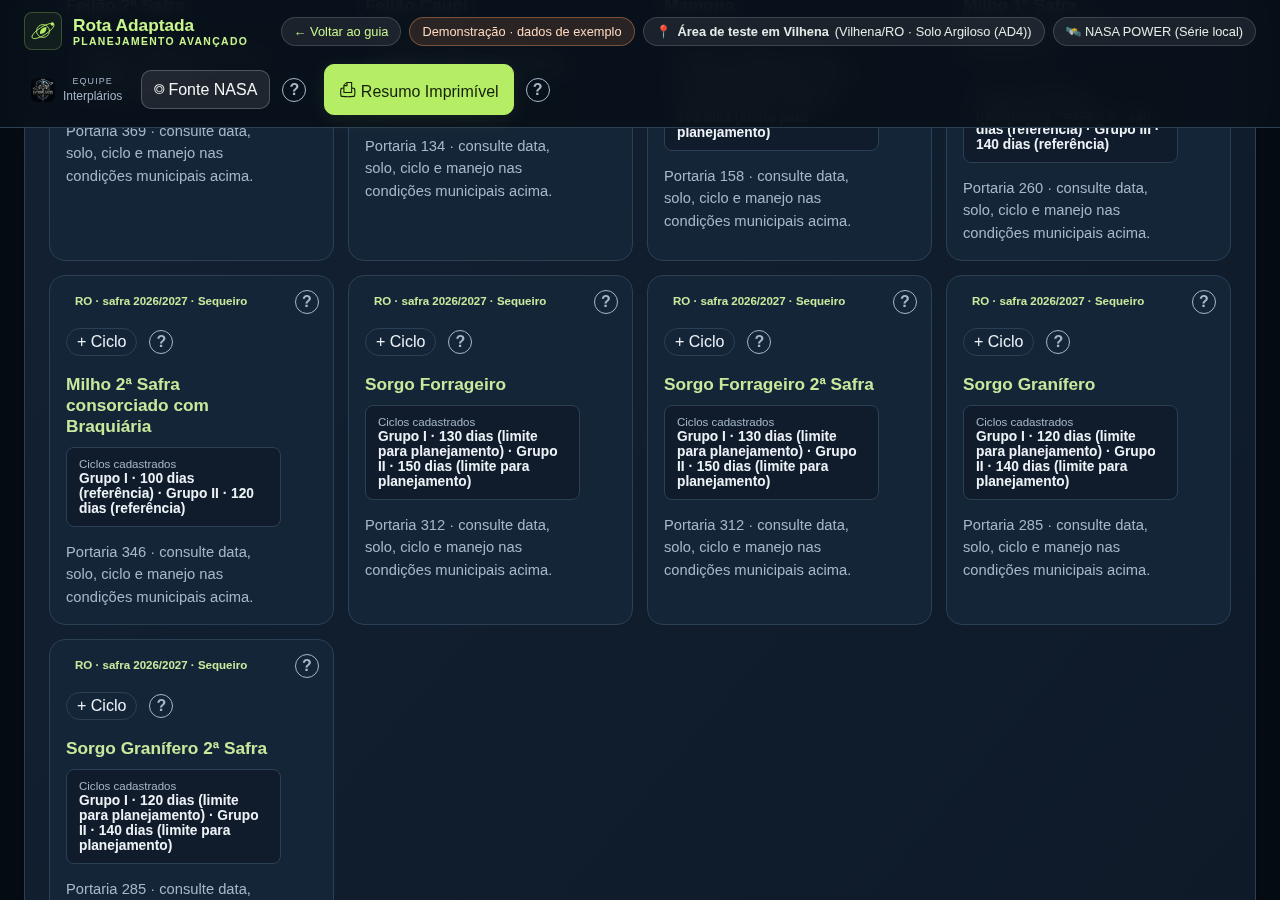 Rota Adaptada
PLANEJAMENTO AVANÇADO
← Voltar ao guia
Demonstração · dados de exemplo
Área de teste em Vilhena (Vilhena/RO · Solo Argiloso (AD4))
NASA POWER (Série local)
EQUIPE
Interplários
Fonte NASA
?
Resumo Imprimível
?
Portaria 369 · consulte data,
solo, ciclo e manejo nas
condições municipais acima.
Portaria 134 · consulte data,
solo, ciclo e manejo nas
condições municipais acima.
planejamento)
Portaria 158 · consulte data,
solo, ciclo e manejo nas
condições municipais acima.
dias (referência) · Grupo III ·
140 dias (referência)
Portaria 260 · consulte data,
solo, ciclo e manejo nas
condições municipais acima.
RO · safra 2026/2027 · Sequeiro
?
+ Ciclo
?
Milho 2ª Safra
consorciado com
Braquiária
Ciclos cadastrados
Grupo I · 100 dias
(referência) · Grupo II · 120
dias (referência)
Portaria 346 · consulte data,
solo, ciclo e manejo nas
condições municipais acima.
RO · safra 2026/2027 · Sequeiro
?
+ Ciclo
?
Sorgo Forrageiro
Ciclos cadastrados
Grupo I · 130 dias (limite
para planejamento) · Grupo
II · 150 dias (limite para
planejamento)
Portaria 312 · consulte data,
solo, ciclo e manejo nas
condições municipais acima.
RO · safra 2026/2027 · Sequeiro
?
+ Ciclo
?
Sorgo Forrageiro 2ª Safra
Ciclos cadastrados
Grupo I · 130 dias (limite
para planejamento) · Grupo
II · 150 dias (limite para
planejamento)
Portaria 312 · consulte data,
solo, ciclo e manejo nas
condições municipais acima.
RO · safra 2026/2027 · Sequeiro
?
+ Ciclo
?
Sorgo Granífero
Ciclos cadastrados
Grupo I · 120 dias (limite
para planejamento) · Grupo
II · 140 dias (limite para
planejamento)
Portaria 285 · consulte data,
solo, ciclo e manejo nas
condições municipais acima.
RO · safra 2026/2027 · Sequeiro
?
+ Ciclo
?
Sorgo Granífero 2ª Safra
Ciclos cadastrados
Grupo I · 120 dias (limite
para planejamento) · Grupo
II · 140 dias (limite para
planejamento)
Portaria 285 · consulte data,